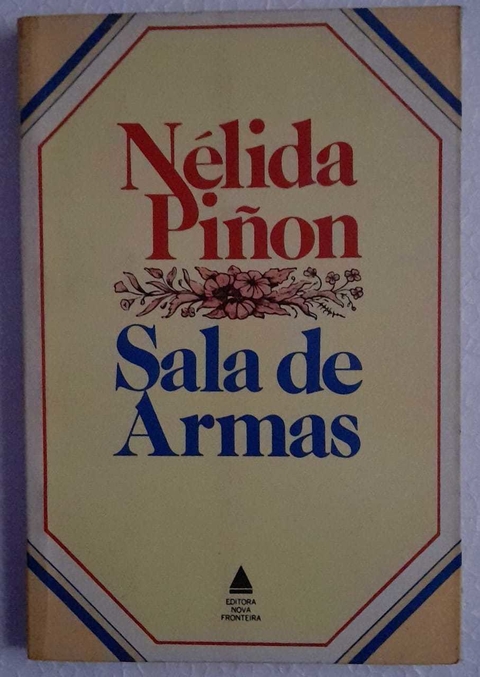 Nélida
Piñon
Sala de
Armas
EDITORA
NOVA
FRONTEIRA